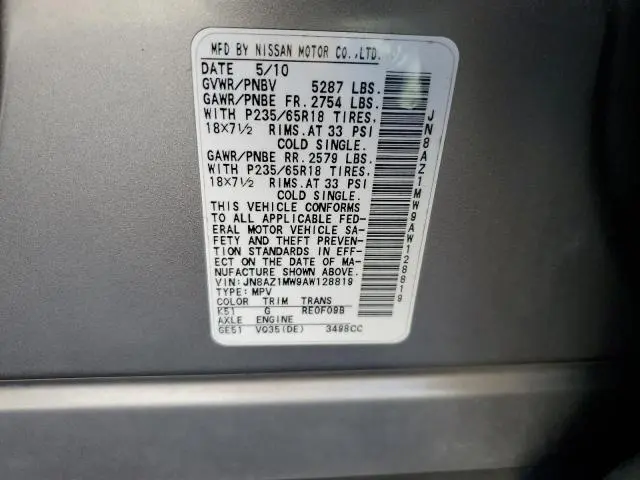 MFD BY NISSAN MOTOR CO.,LTD.
DATE 5/10
GVWR/PNBV 5287 LBS.
GAWR/PNBE FR. 2754 LBS.
WITH P235/65R18 TIRES,
18X7½ RIMS.AT 33 PSI
COLD SINGLE.
GAWR/PNBE RR. 2579 LBS.
WITH P235/65R18 TIRES,
18X7½ RIMS.AT 33 PSI
COLD SINGLE.
THIS VEHICLE CONFORMS
TO ALL APPLICABLE FED-
ERAL MOTOR VEHICLE SA-
FETY AND THEFT PREVEN-
TION STANDARDS IN EFF-
ECT ON THE DATE OF MA-
NUFACTURE SHOWN ABOVE.
VIN:JN8AZ1MW9AW128819
TYPE: MPV
COLOR TRIM TRANS
K51 G RE0F09B
AXLE ENGINE
GE51 VQ35(DE) 3498CC
JN8AZ1MW9AW128819